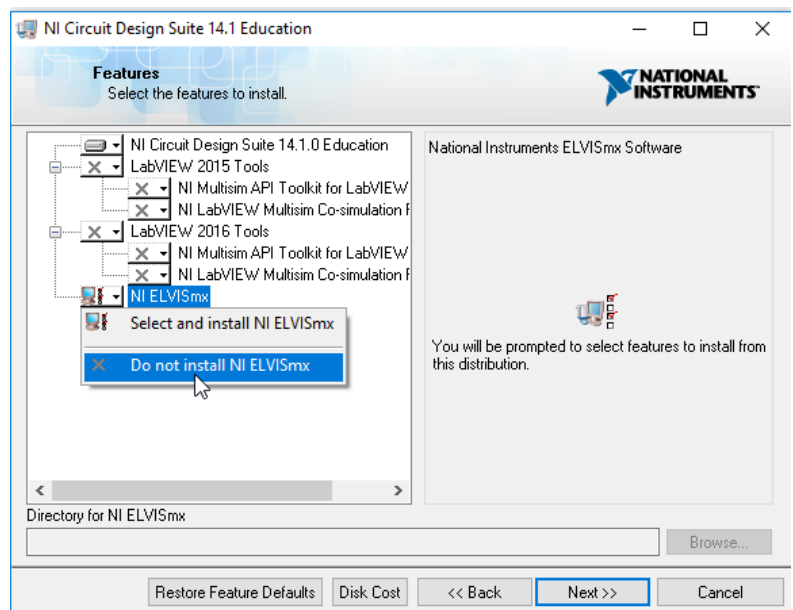 NI Circuit Design Suite 14.1 Education
Features
Select the features to install.
NATIONAL
INSTRUMENTS
NI Circuit Design Suite 14.1.0 Education
LabVIEW 2015 Tools
NI Multisim API Toolkit for LabVIEW
NI LabVIEW Multisim Co-simulation
LabVIEW 2016 Tools
NI Multisim API Toolkit for LabVIEW
NI LabVIEW Multisim Co-simulation
NI ELVISmx
Select and install NI ELVISmx
Do not install NI ELVISmx
National Instruments ELVISmx Software
You will be prompted to select features to install from
this distribution.
Directory for NI ELVISmx
Browse...
Restore Feature Defaults
Disk Cost
<< Back
Next >>
Cancel